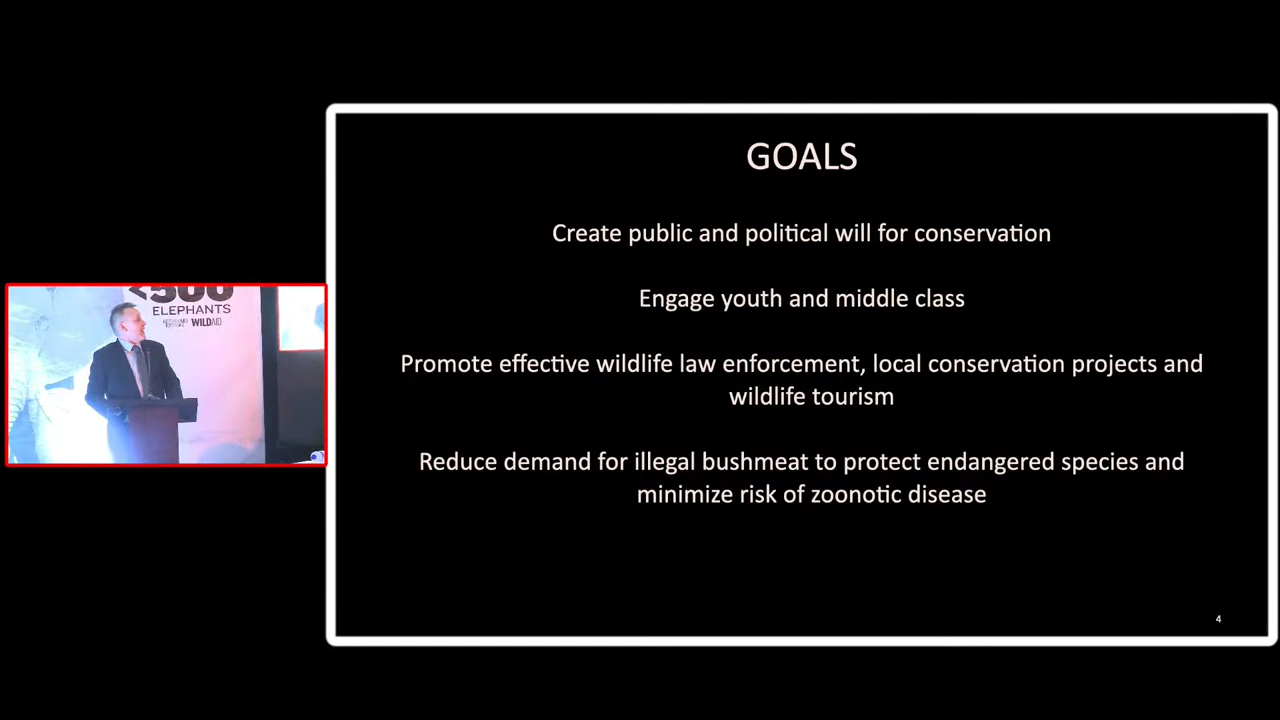 GOALS
Create public and political will for conservation
Engage youth and middle class
Promote effective wildlife law enforcement, local conservation projects and
wildlife tourism
Reduce demand for illegal bushmeat to protect endangered species and
minimize risk of zoonotic disease
4
<500
ELEPHANTS
WILDAID